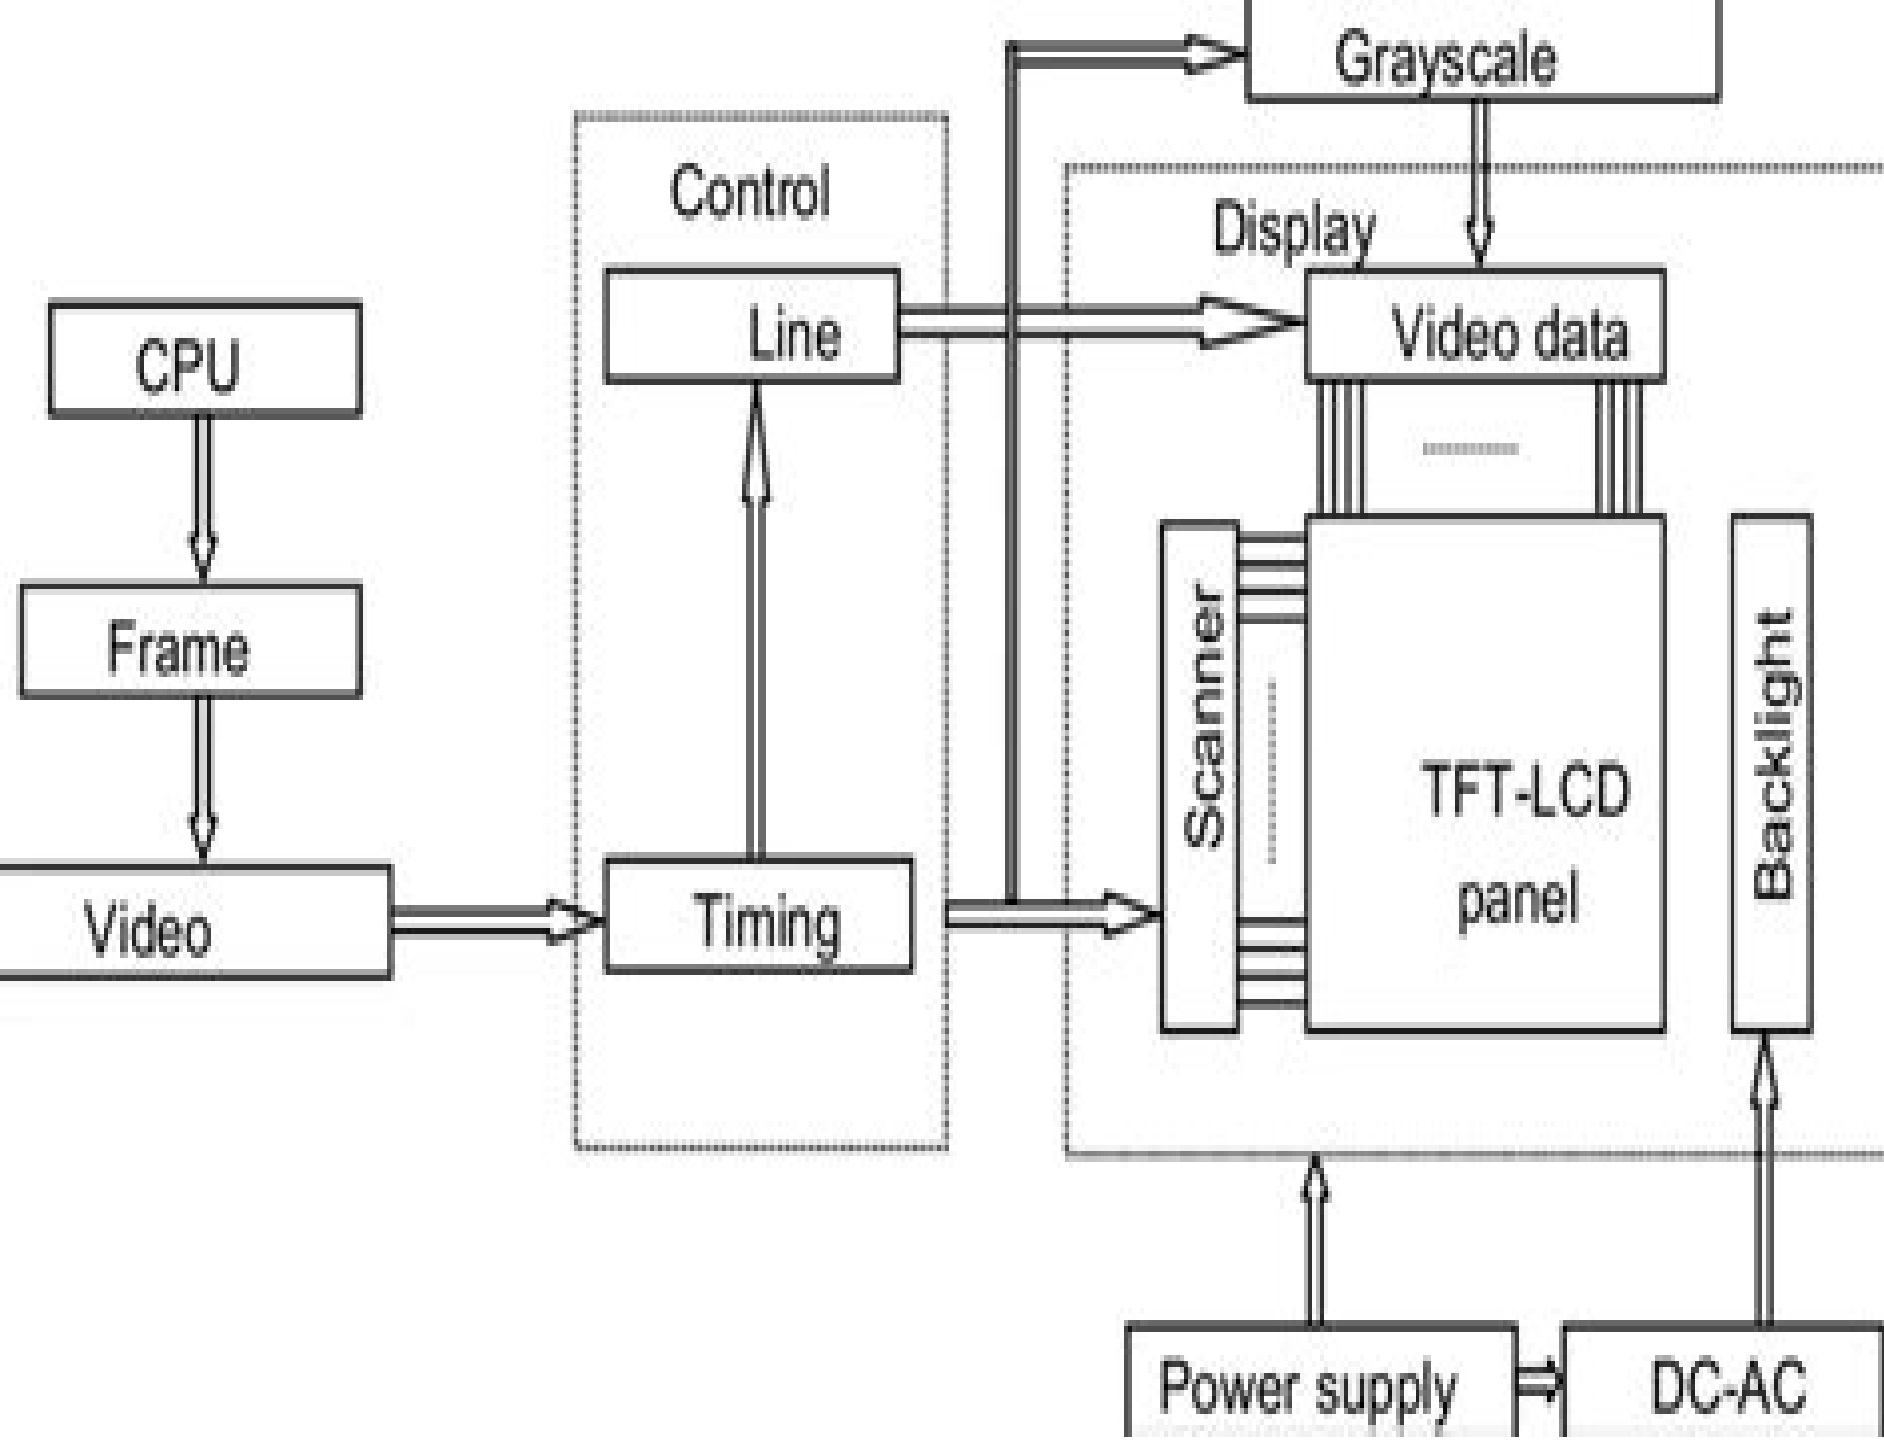 Grayscale
Control
Display
Line
Video data
CPU
Frame
Scanner
TFT-LCD
panel
Backlight
Video
Timing
Power supply
DC-AC